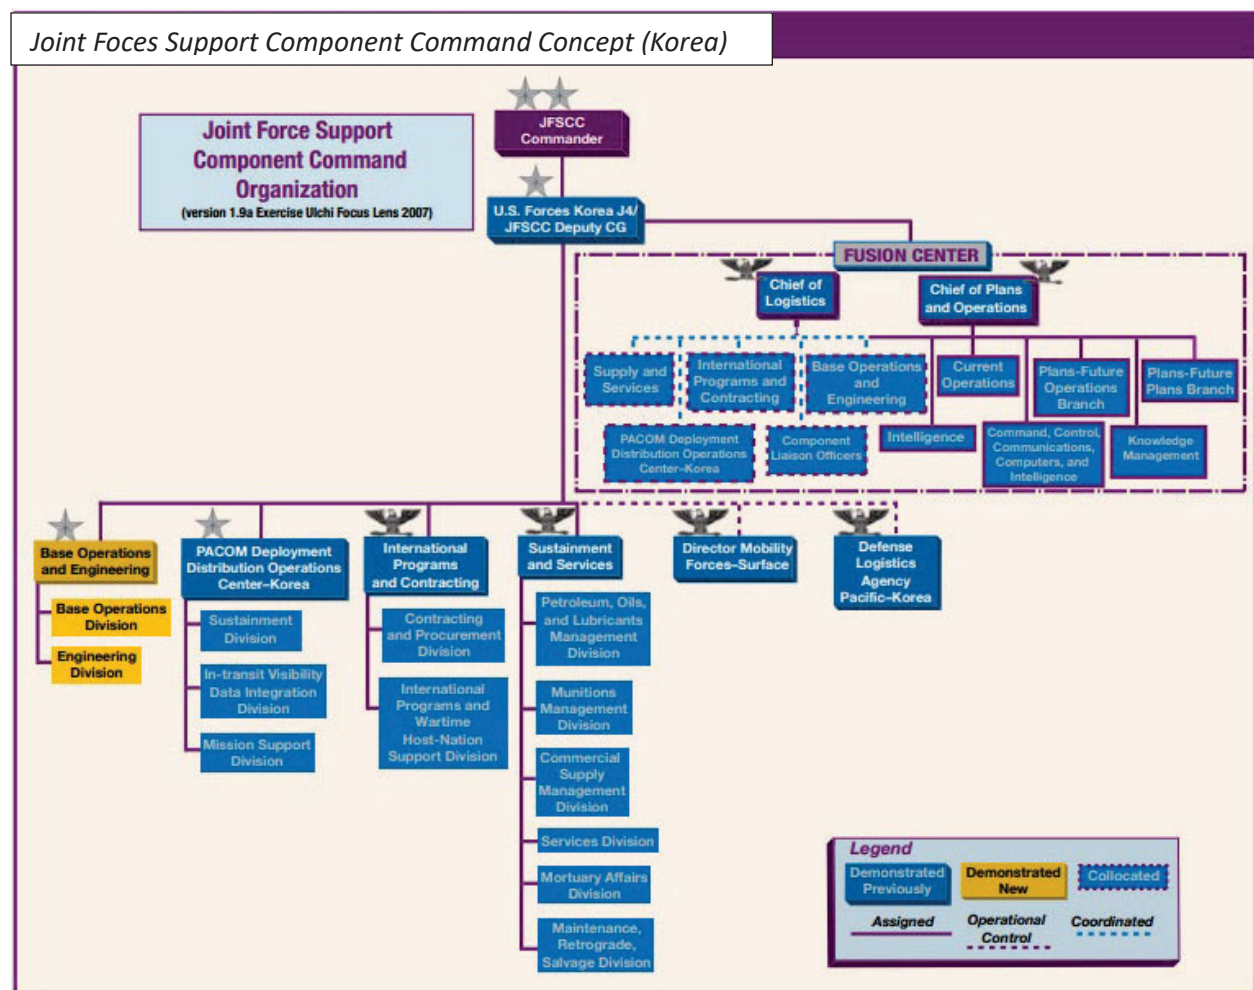 Joint Foces Support Component Command Concept (Korea)
Joint Force Support
Component Command
Organization
(version 1.9a Exercise Ulchi Focus Lens 2007)
JFSCC
Commander
U.S. Forces Korea J4/
JFSCC Deputy CG
FUSION CENTER
Chief of
Logistics
Chief of Plans
and Operations
Supply and
Services
International
Programs and
Contracting
Base Operations
and
Engineering
Current
Operations
Plans-Future
Operations
Branch
Plans-Future
Plans Branch
PACOM Deployment
Distribution Operations
Center–Korea
Component
Liaison Officers
Intelligence
Command, Control,
Communications,
Computers, and
Intelligence
Knowledge
Management
Base Operations
and Engineering
Base Operations
Division
Engineering
Division
PACOM Deployment
Distribution Operations
Center–Korea
Sustainment
Division
In-transit Visibility
Data Integration
Division
Mission Support
Division
International
Programs
and Contracting
Contracting
and Procurement
Division
International
Programs and
Wartime
Host-Nation
Support Division
Sustainment
and Services
Petroleum, Oils,
and Lubricants
Management
Division
Munitions
Management
Division
Commercial
Supply
Management
Division
Services Division
Mortuary Affairs
Division
Maintenance,
Retrograde,
Salvage Division
Director Mobility
Forces–Surface
Defense
Logistics
Agency
Pacific–Korea
Legend
Demonstrated
Previously
Demonstrated
New
Collocated
Assigned
Operational
Control
Coordinated